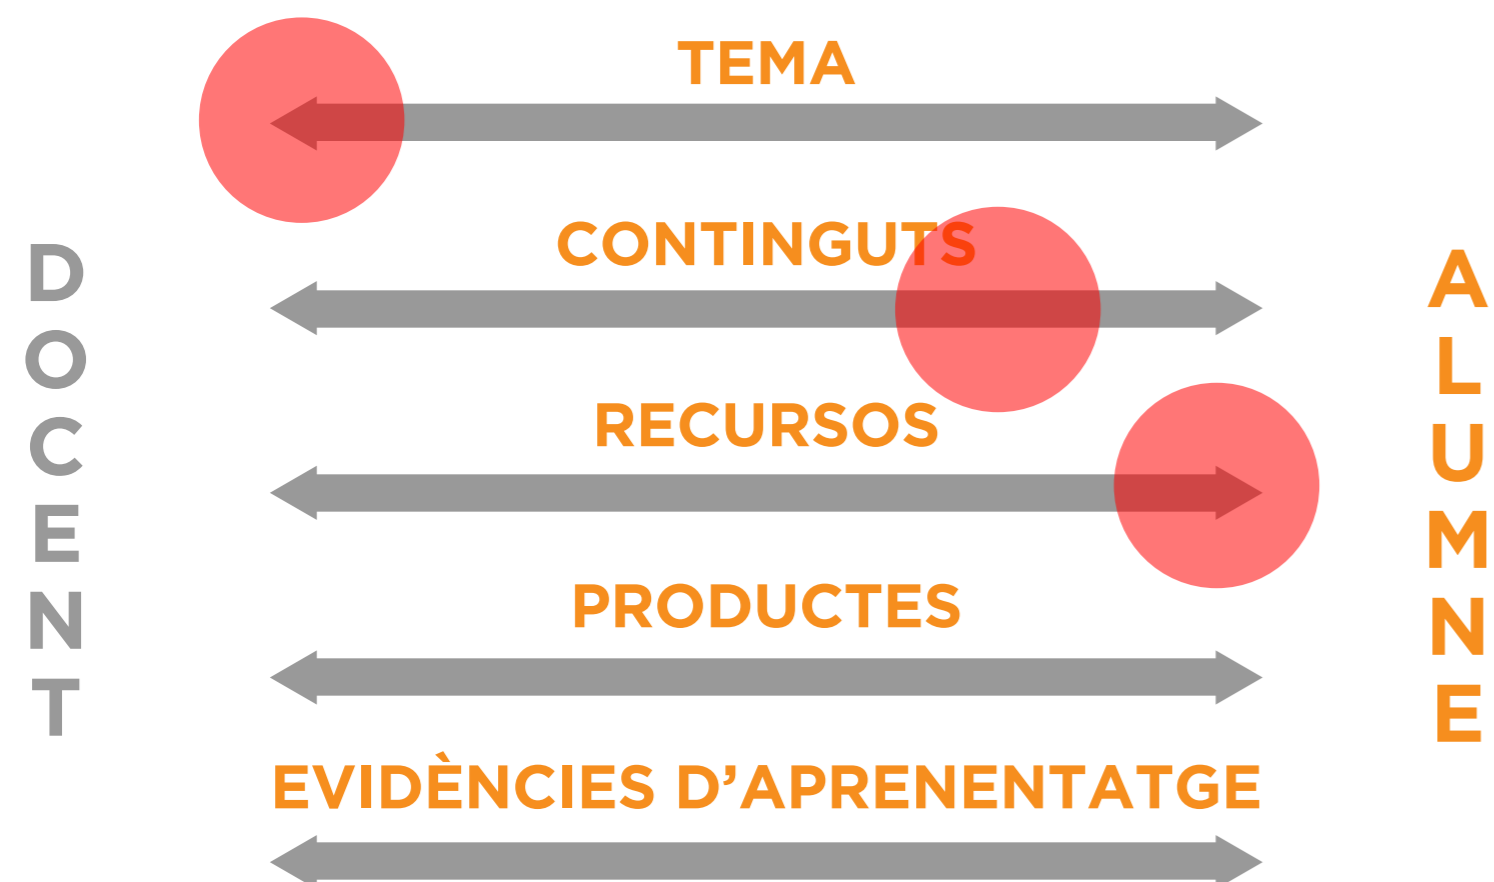 TEMA
CONTINGUTS
RECURSOS
PRODUCTES
EVIDÈNCIES D’APRENENTATGE
DOCENT
ALUMNE